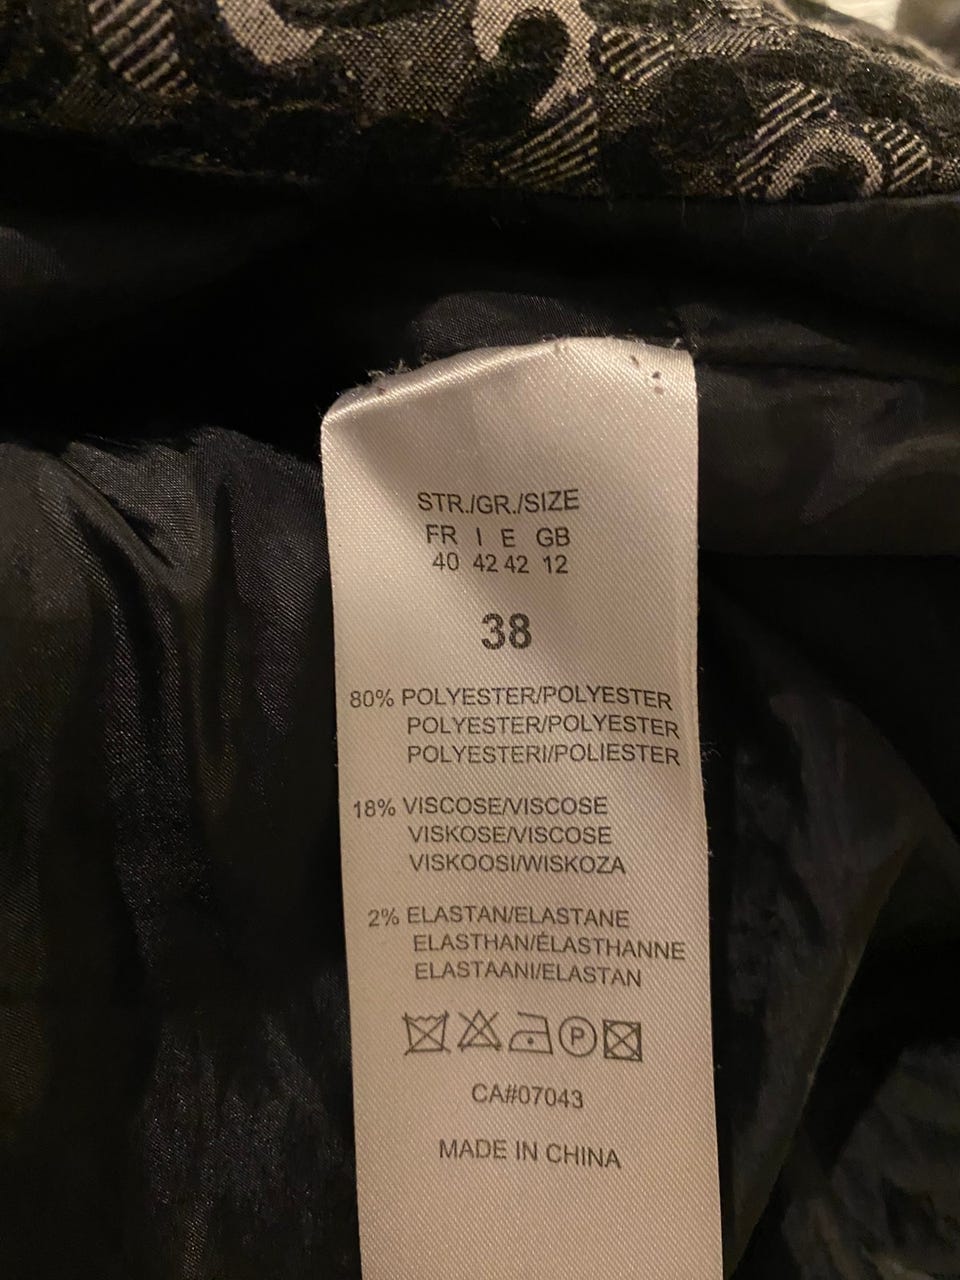 STR./GR./SIZE
FR I E GB
40 42 42 12
38
80% POLYESTER/POLYESTER
POLYESTER/POLYESTER
POLYESTERI/POLIESTER
18% VISCOSE/VISCOSE
VISKOSE/VISCOSE
VISKOOSI/WISKOZA
2% ELASTAN/ELASTANE
ELASTHAN/ÉLASTHANNE
ELASTAANI/ELASTAN
P
CA#07043
MADE IN CHINA